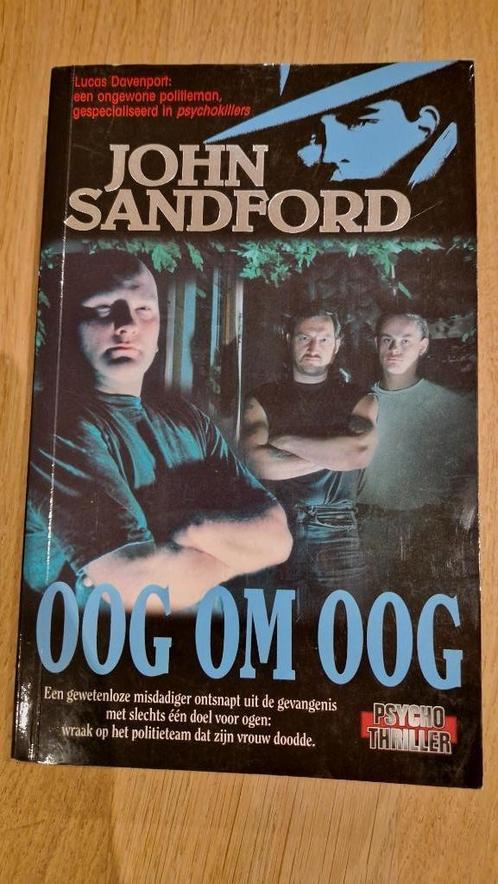 Lucas Davenport:
een ongewone politieman,
gespecialiseerd in psychokillers
JOHN
SANDFORD
OOG OM OOG
Een gewetenloze misdadiger ontsnapt uit de gevangenis
met slechts één doel voor ogen:
wraak op het politieteam dat zijn vrouw doodde.
PSYCHO
THRILLER